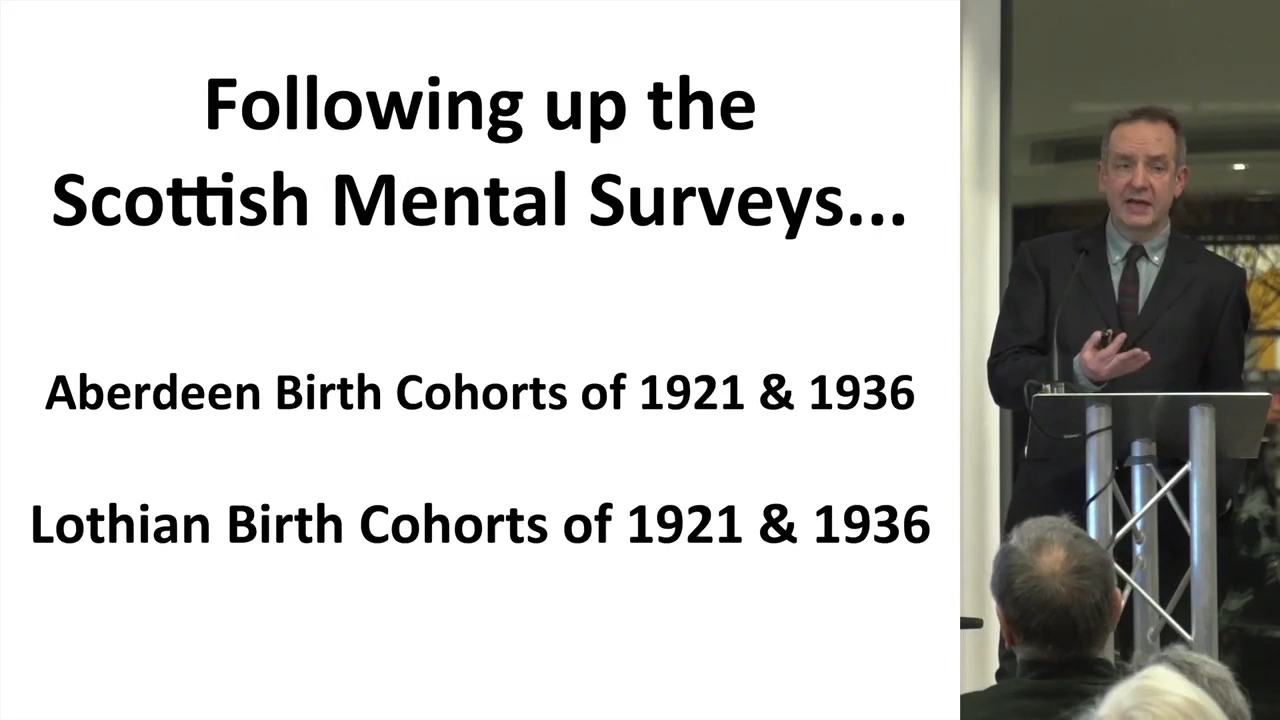 Following up the
Scottish Mental Surveys...
Aberdeen Birth Cohorts of 1921 & 1936
Lothian Birth Cohorts of 1921 & 1936